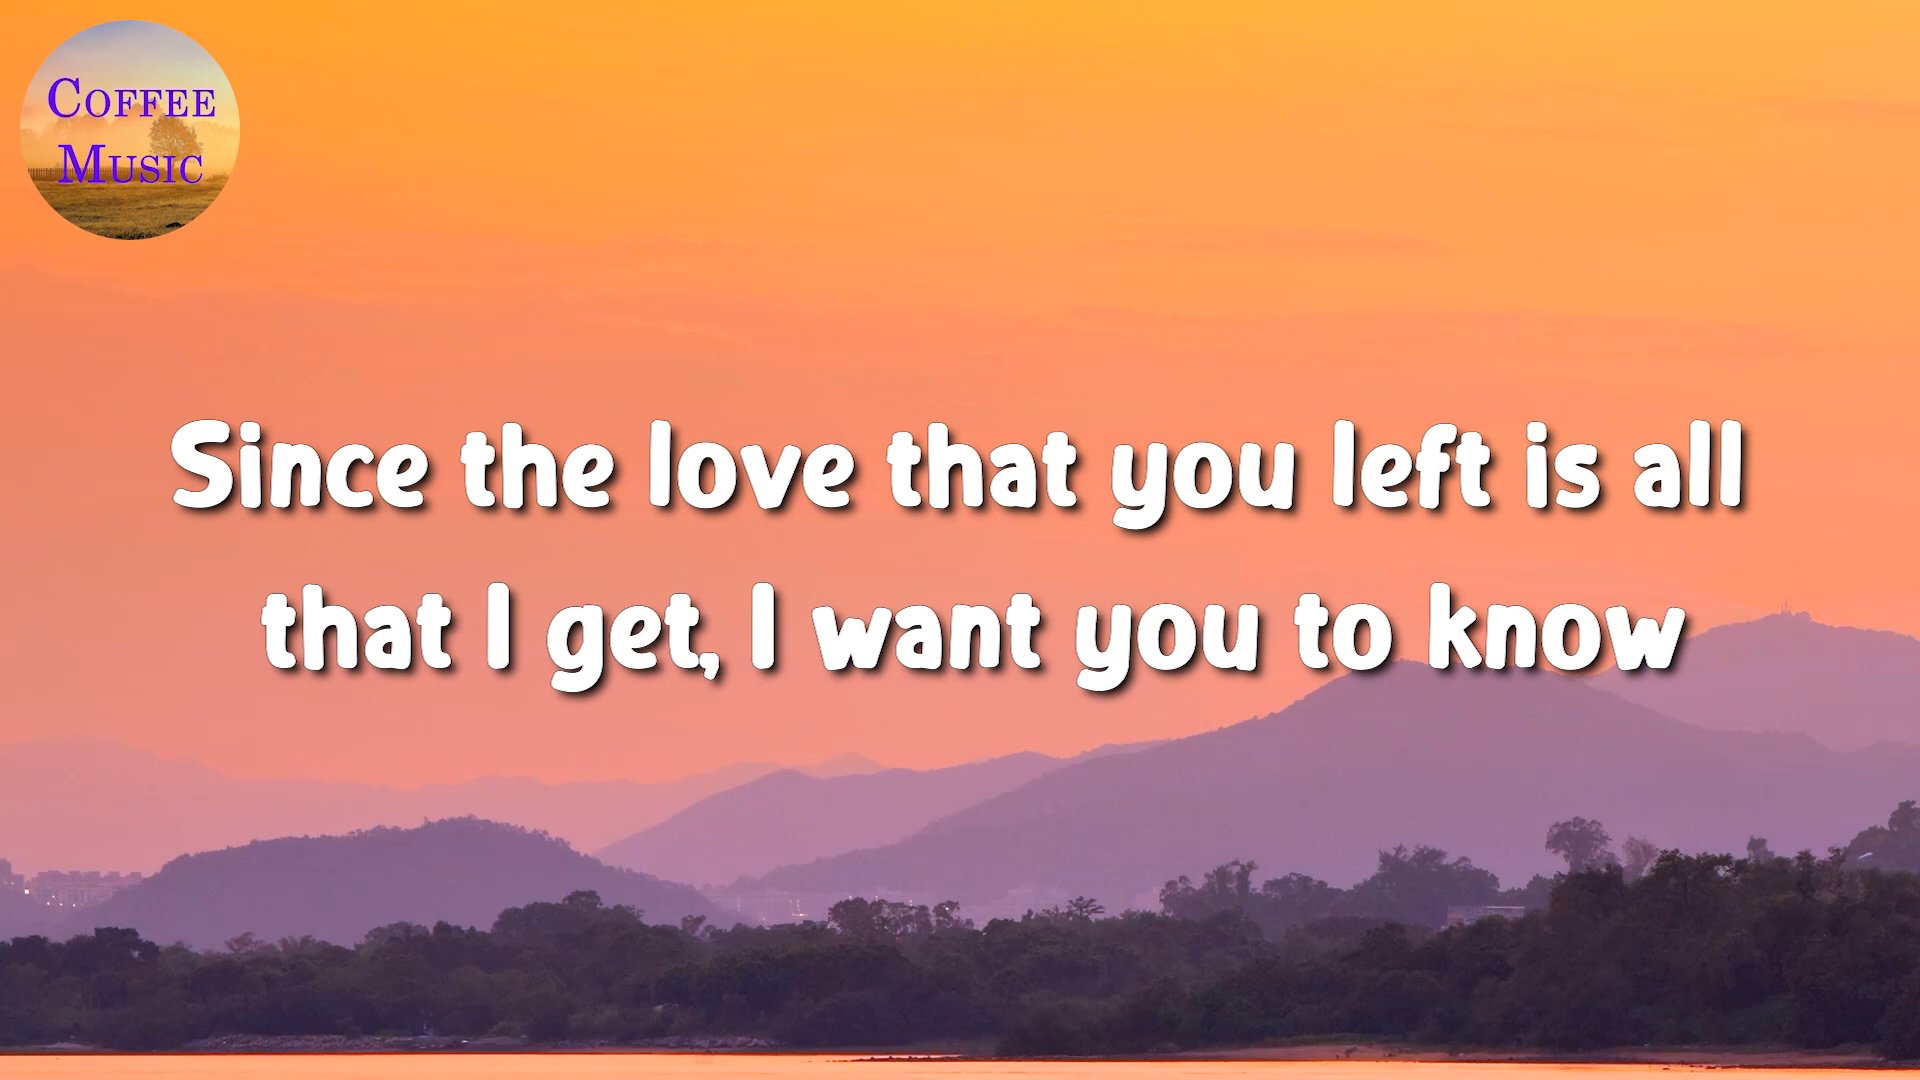 Coffee
Music
Since the love that you left is all
that I get, I want you to know